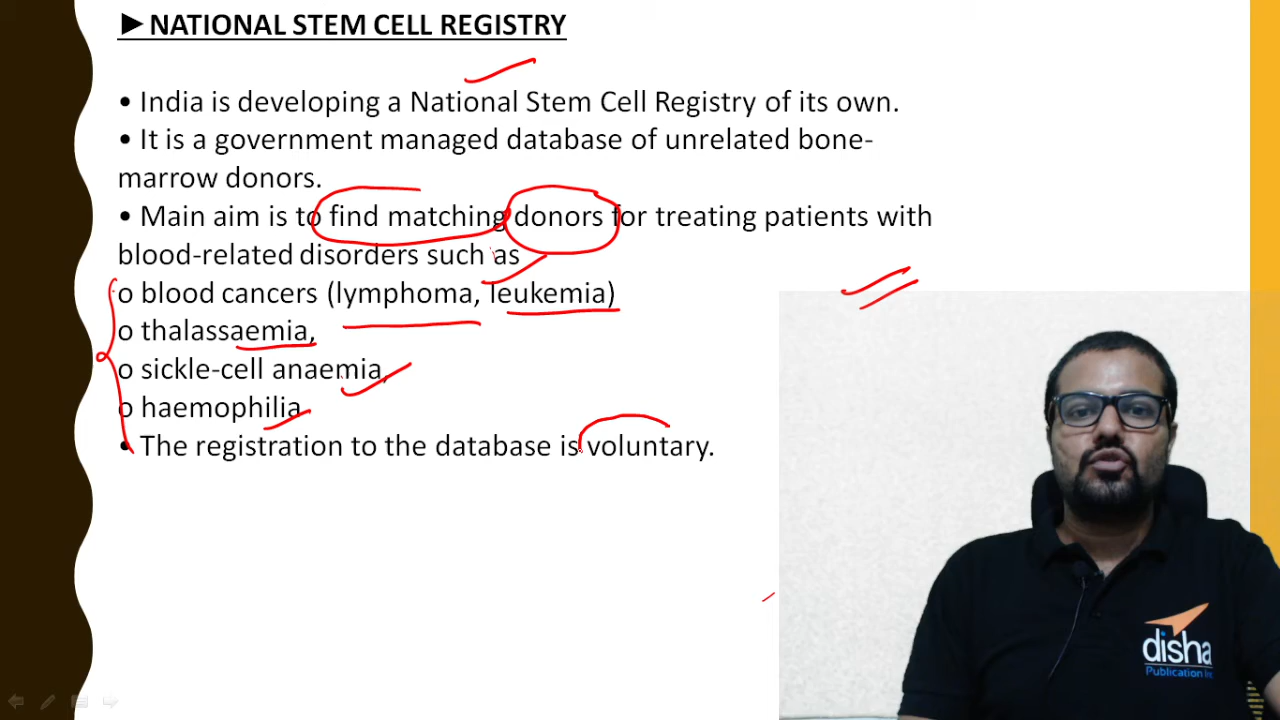 ►NATIONAL STEM CELL REGISTRY
• India is developing a National Stem Cell Registry of its own.
• It is a government managed database of unrelated bone-
marrow donors.
• Main aim is to find matching donors for treating patients with
blood-related disorders such as
o blood cancers (lymphoma, leukemia)
o thalassaemia,
o sickle-cell anaemia,
o haemophilia
• The registration to the database is voluntary.
disha
Publication Inc